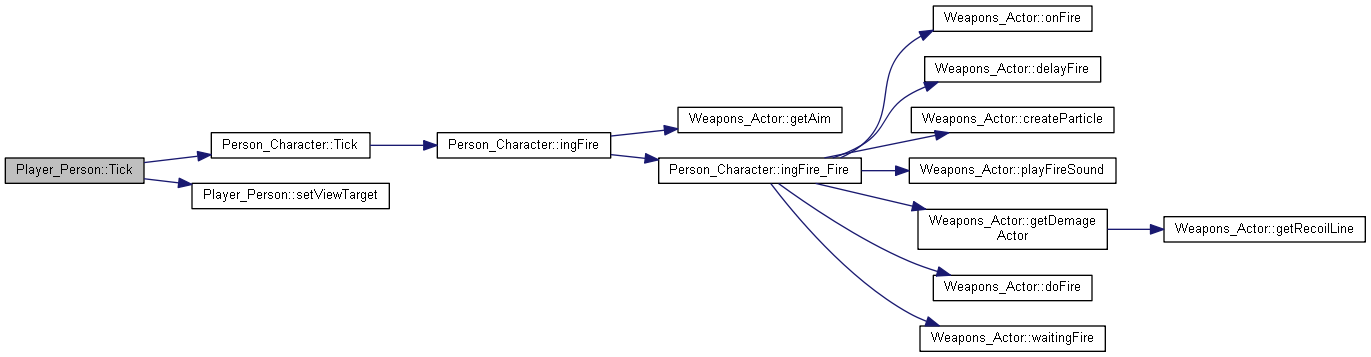 Player_Person::Tick
Person_Character::Tick
Player_Person::setViewTarget
Person_Character::ingFire
Weapons_Actor::getAim
Person_Character::ingFire_Fire
Weapons_Actor::onFire
Weapons_Actor::delayFire
Weapons_Actor::createParticle
Weapons_Actor::playFireSound
Weapons_Actor::getDemage
Actor
Weapons_Actor::getRecoilLine
Weapons_Actor::doFire
Weapons_Actor::waitingFire